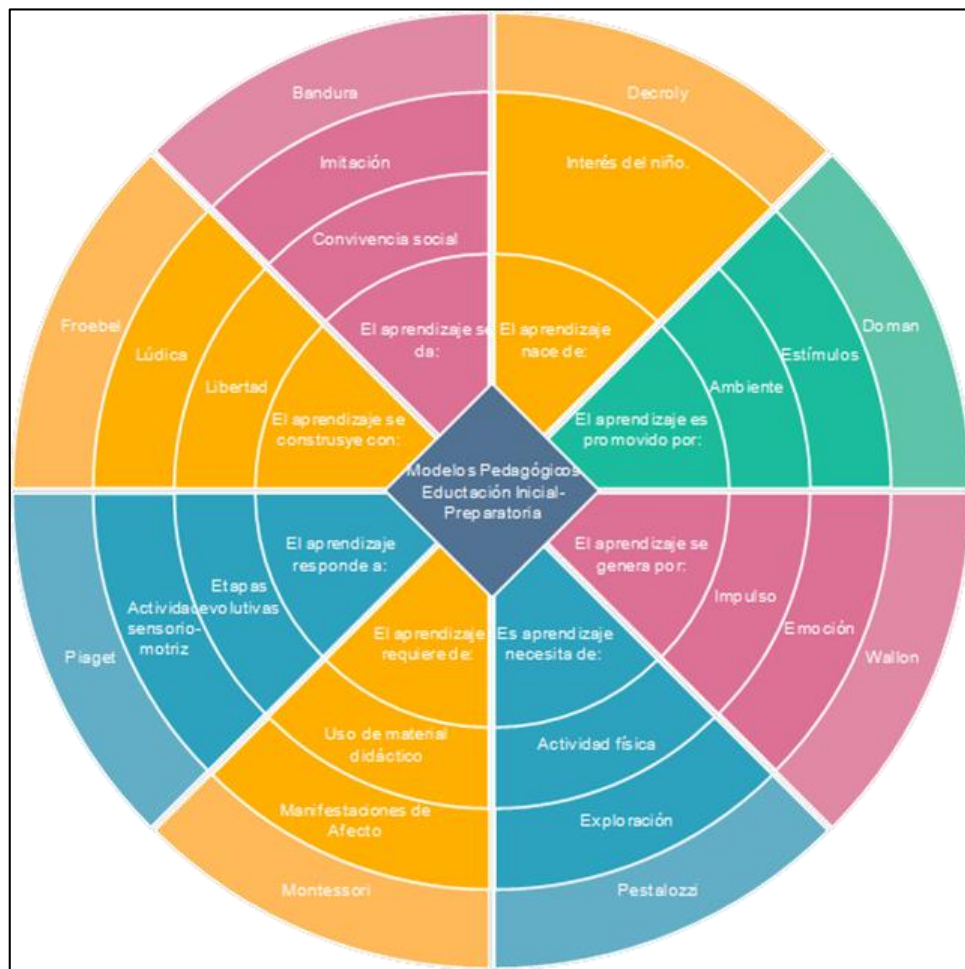 Bandura
Imitación
Convivencia social
El aprendizaje se
da:
Decroly
Interés del niño.
El aprendizaje
nace de:
Doman
Estímulos
Ambiente
El aprendizaje es
promovido por:
Wallon
Emoción
Impulso
El aprendizaje se
genera por:
Pestalozzi
Exploración
Actividad física
Es aprendizaje
necesita de:
Montessori
Manifestaciones de
Afecto
Uso de material
didáctico
El aprendizaje
requiere de:
Piaget
Actividad
sensorio-
motriz
Etapas
evolutivas
El aprendizaje
responde a:
Froebel
Lúdica
Libertad
El aprendizaje se
construsye con:
Modelos Pedagógicos
Eductación Inicial-
Preparatoria